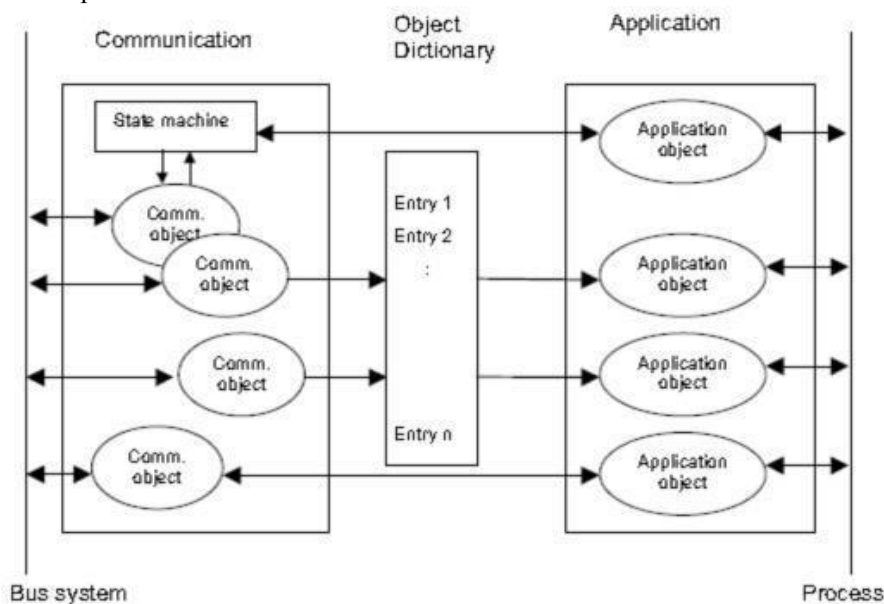 Communication
Object
Dictionary
Application
State machine
Application
object
Entry 1
Comm.
object
Entry 2
Comm.
object
:
Application
object
Comm.
object
Application
object
Entry n
Comm.
object
Application
object
Bus system
Process